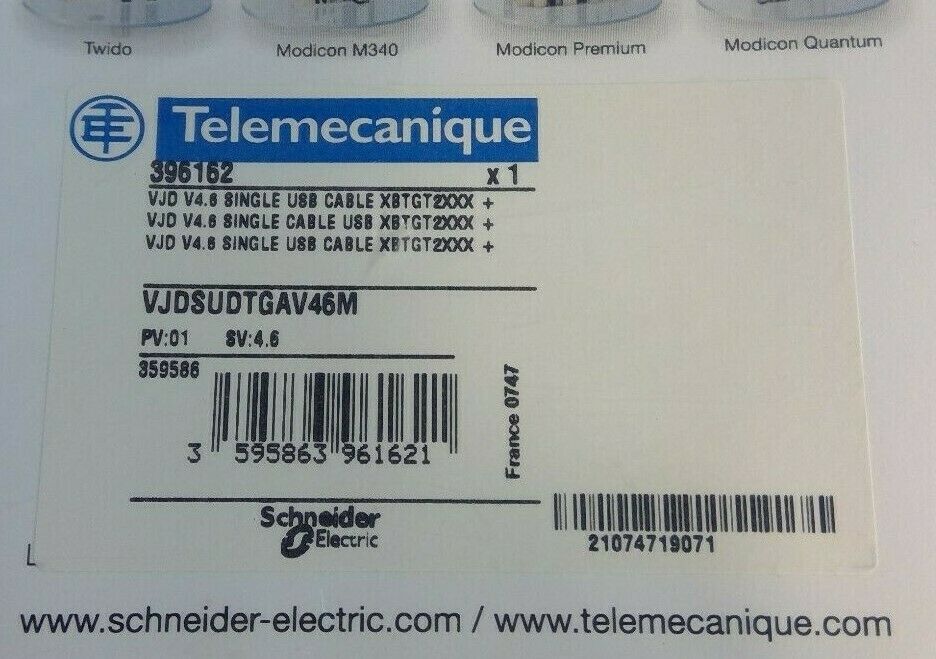 Twido Modicon M340 Modicon Premium Modicon Quantum
Telemecanique
396162 x 1
VJD V4.6 SINGLE USB CABLE XBTGT2XXX +
VJD V4.6 SINGLE CABLE USB XBTGT2XXX +
VJD V4.6 SINGLE USB CABLE XBTGT2XXX +
VJDSUDTGAV46M
PV:01 SV:4.6
359586
3 595863 961621
France 0747
Schneider
Electric
21074719071
www.schneider-electric.com / www.telemecanique.com